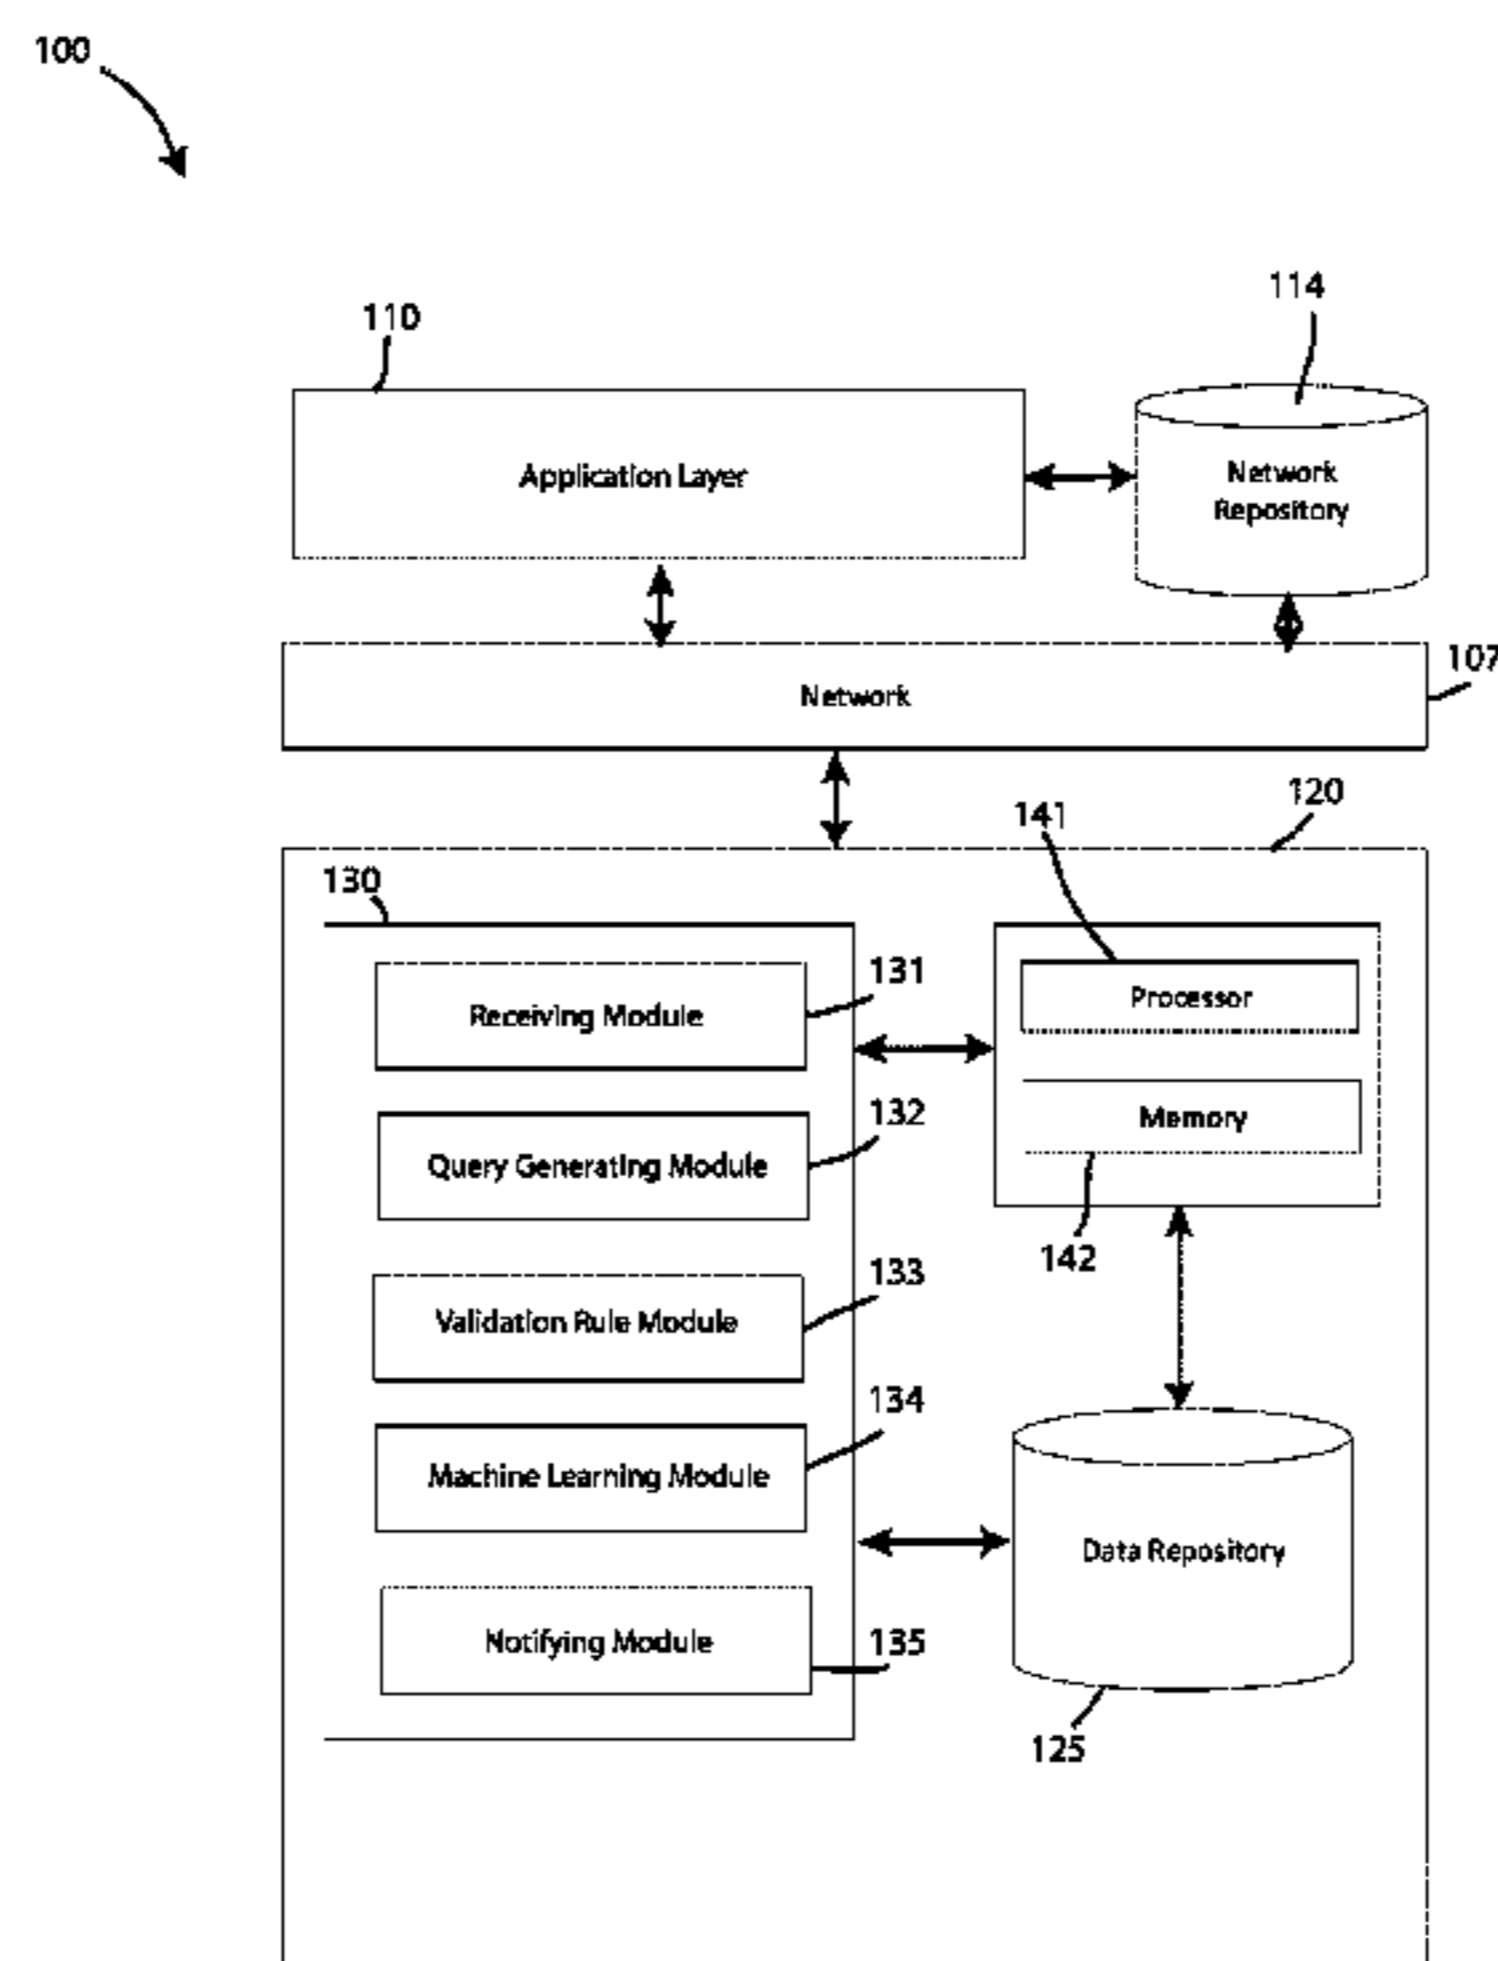 100
114
110
Application Layer
Network
Repository
107
Network
120
141
130
131
Processor
Receiving Module
132
Memory
Query Generating Module
142
133
Validation Rule Module
134
Machine Learning Module
Data Repository
135
Notifying Module
125